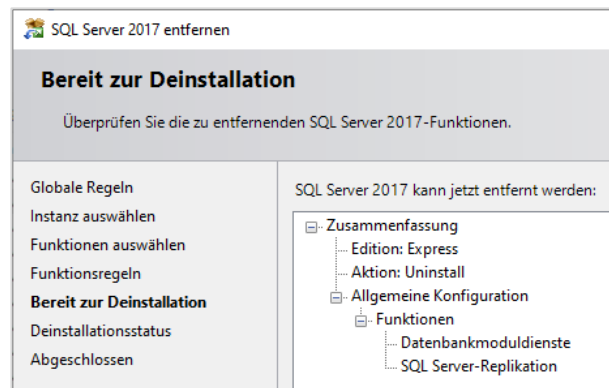 SQL Server 2017 entfernen
Bereit zur Deinstallation
Überprüfen Sie die zu entfernenden SQL Server 2017-Funktionen.
Globale Regeln
Instanz auswählen
Funktionen auswählen
Funktionsregeln
Bereit zur Deinstallation
Deinstallationsstatus
Abgeschlossen
SQL Server 2017 kann jetzt entfernt werden:
Zusammenfassung
Edition: Express
Aktion: Uninstall
Allgemeine Konfiguration
Funktionen
Datenbankmoduldienste
SQL Server-Replikation